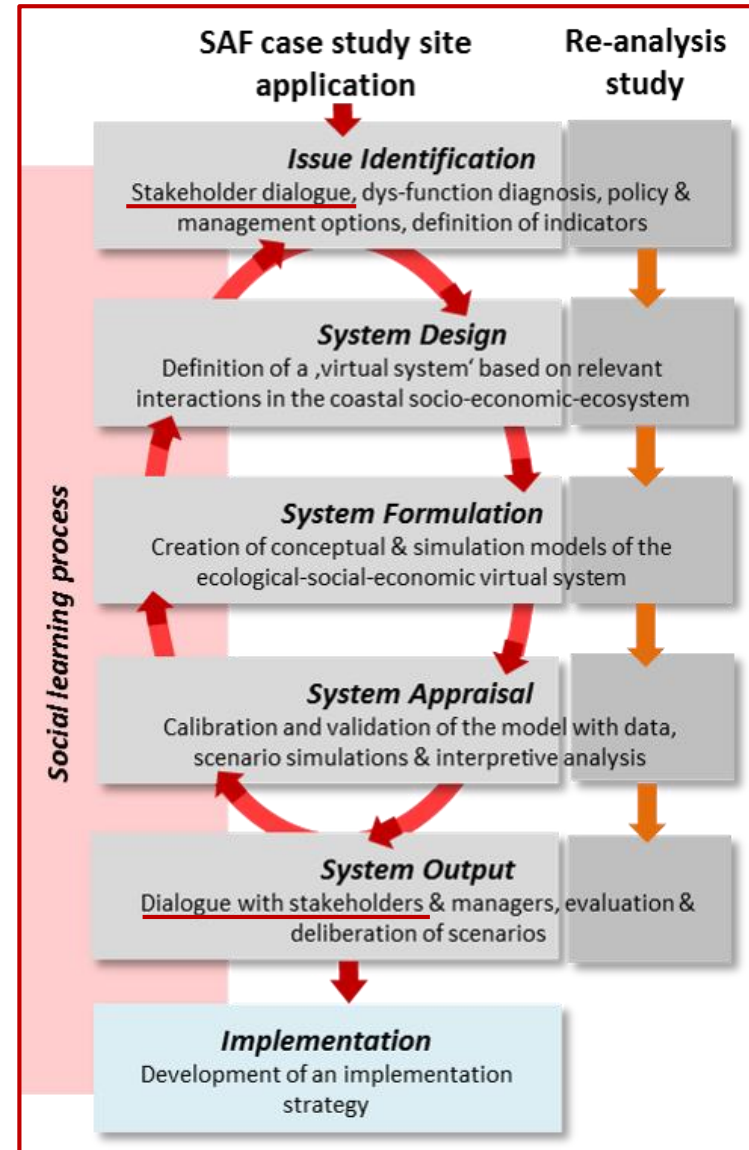 SAF case study site
application
Re-analysis
study
Issue Identification
Stakeholder dialogue, dys-function diagnosis, policy &
management options, definition of indicators
System Design
Definition of a ‚virtual system‘ based on relevant
interactions in the coastal socio-economic-ecosystem
System Formulation
Creation of conceptual & simulation models of the
ecological-social-economic virtual system
System Appraisal
Calibration and validation of the model with data,
scenario simulations & interpretive analysis
System Output
Dialogue with stakeholders & managers, evaluation &
deliberation of scenarios
Implementation
Development of an implementation
strategy
Social learning process